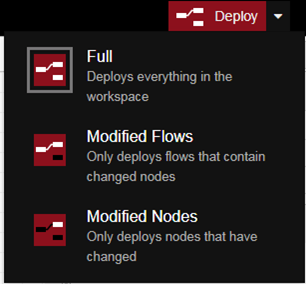 Deploy
Full
Deploys everything in the
workspace
Modified Flows
Only deploys flows that contain
changed nodes
Modified Nodes
Only deploys nodes that have
changed